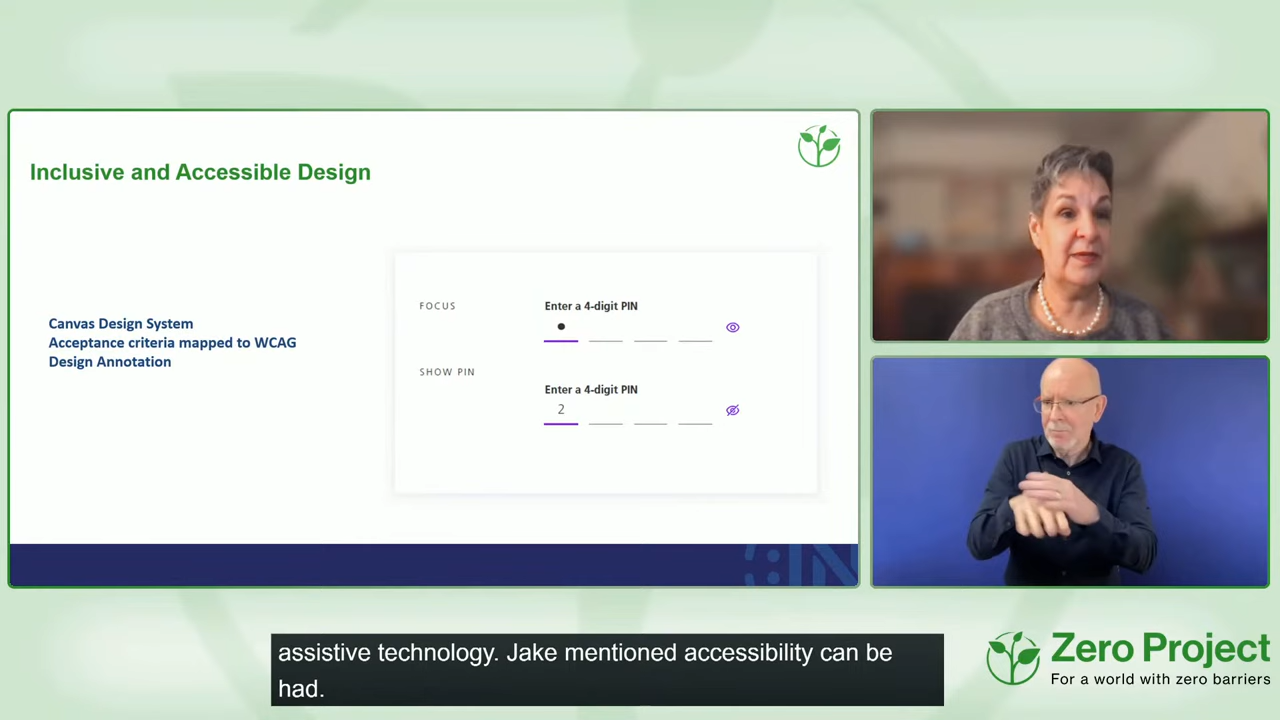 Inclusive and Accessible Design
Canvas Design System
Acceptance criteria mapped to WCAG
Design Annotation
FOCUS
Enter a 4-digit PIN
SHOW PIN
Enter a 4-digit PIN
2
assistive technology. Jake mentioned accessibility can be
had.
Zero Project
For a world with zero barriers